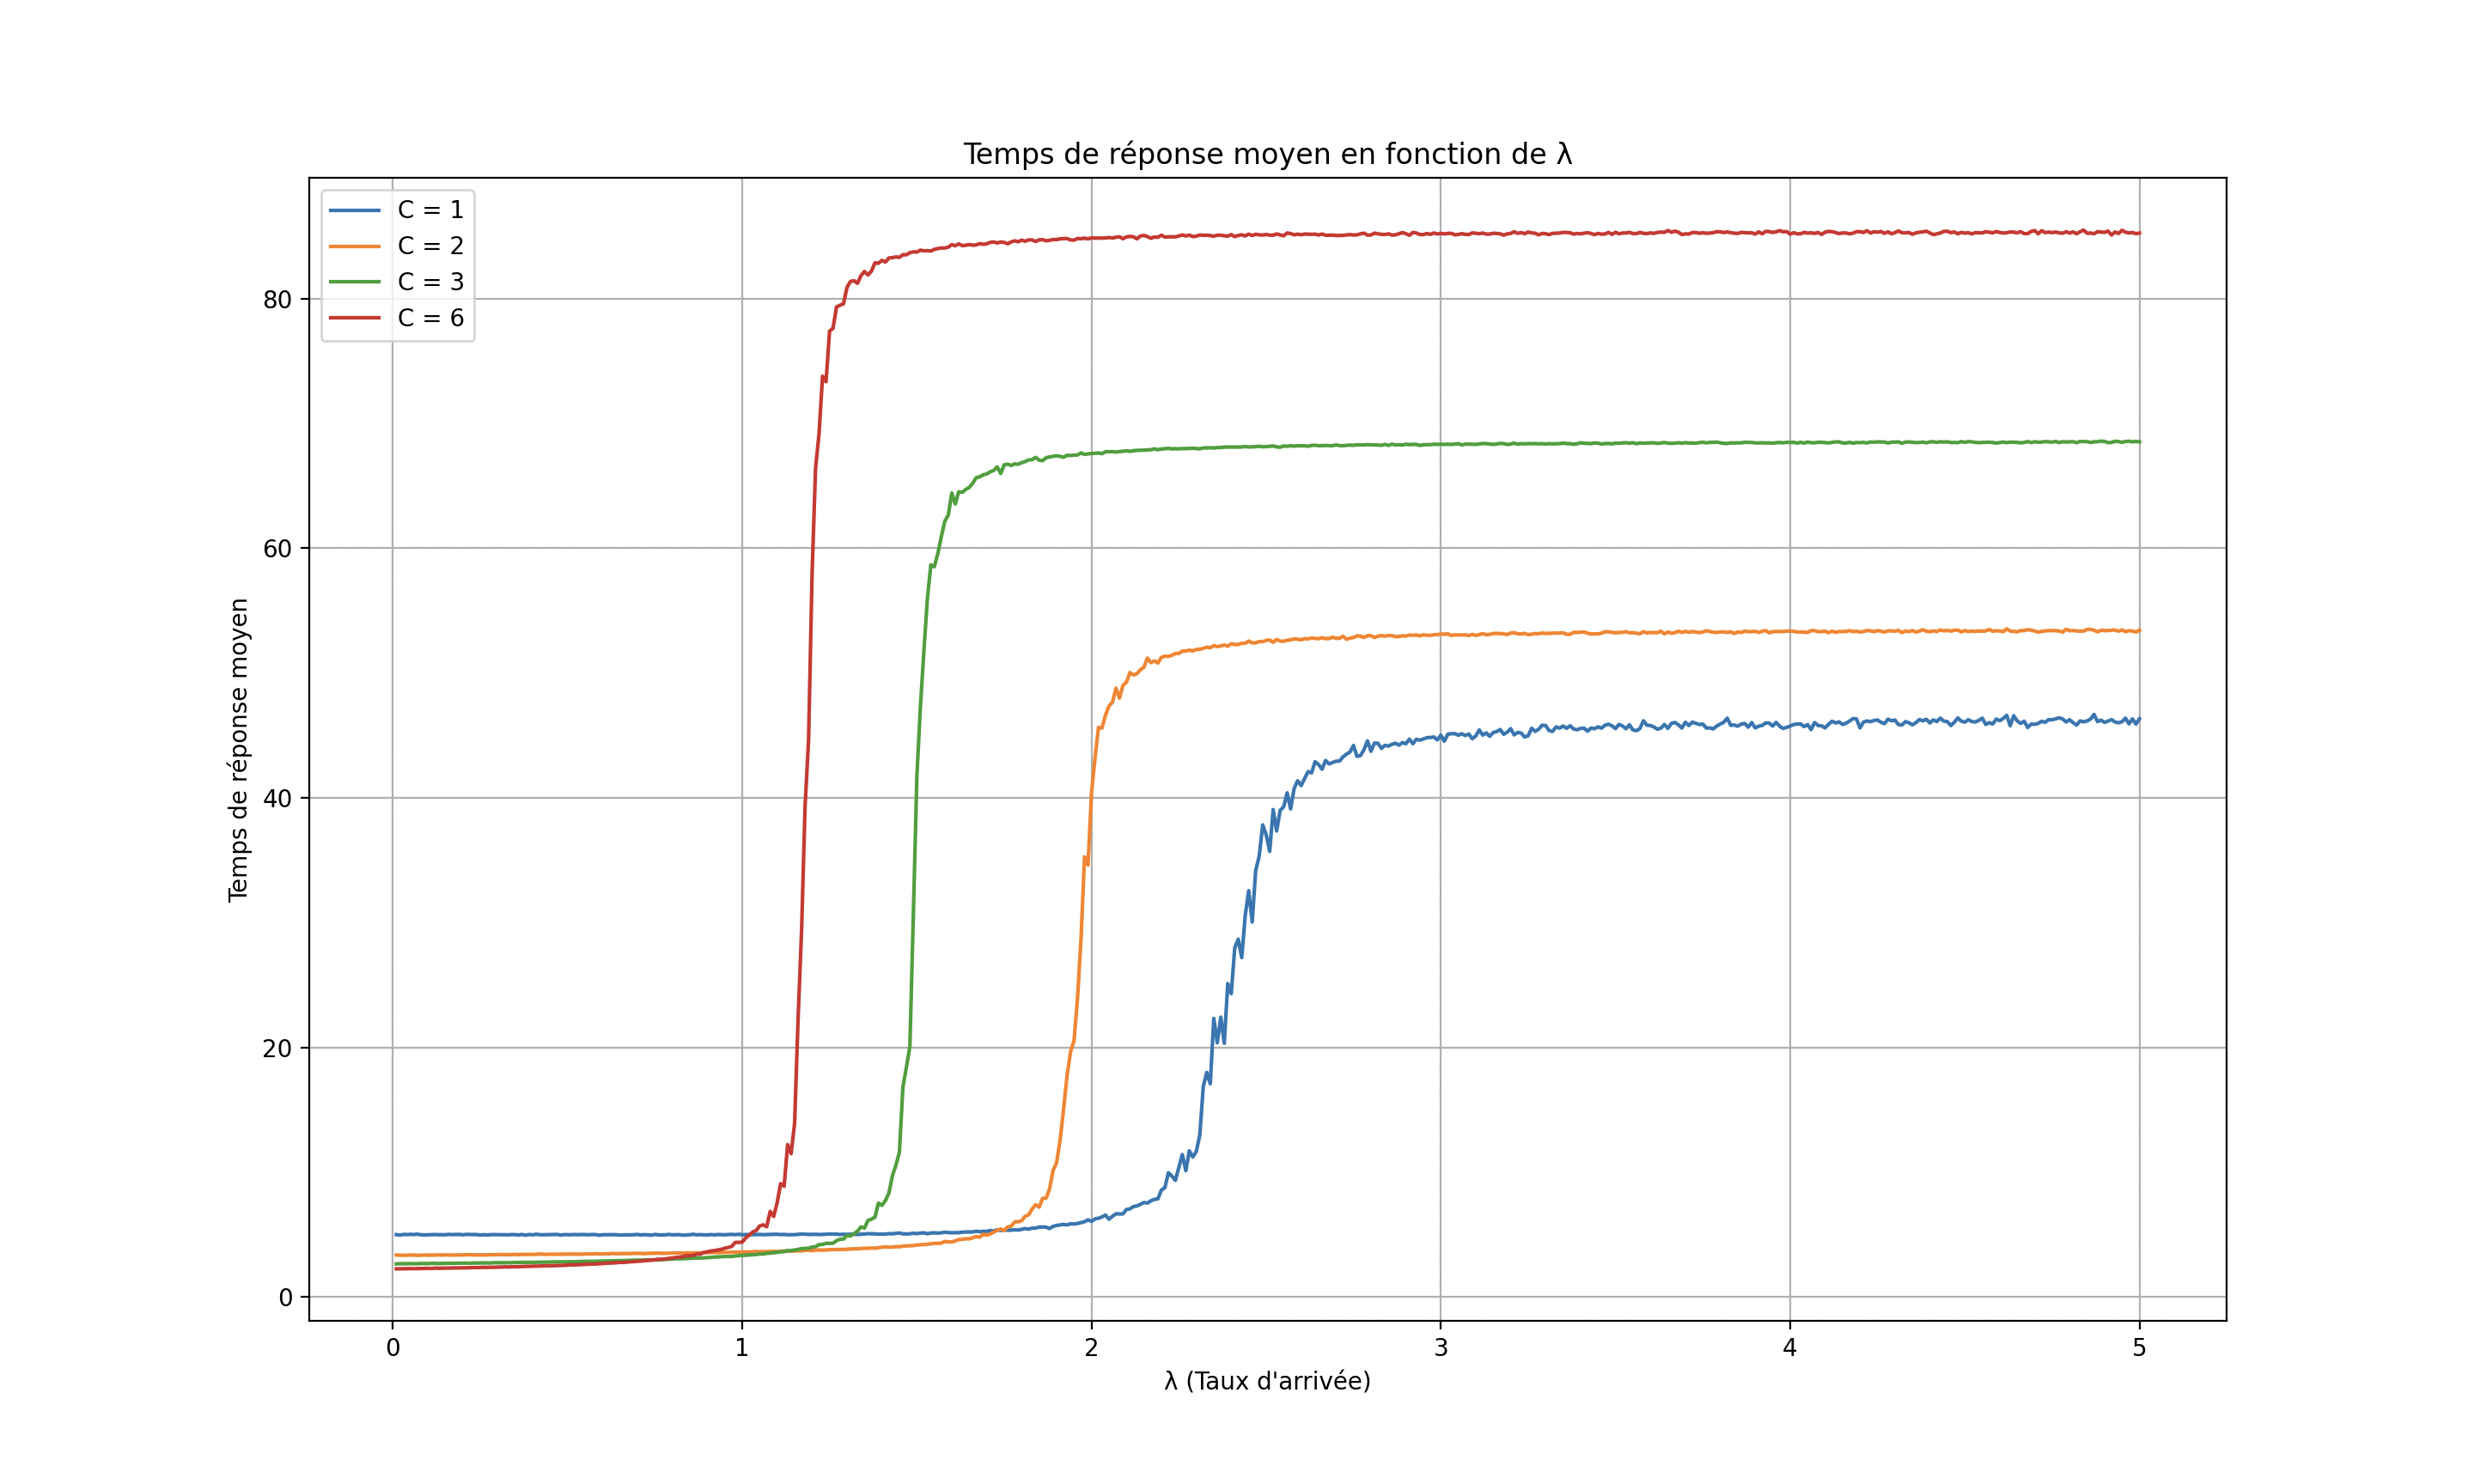 Temps de réponse moyen en fonction de λ
C = 1
C = 2
C = 3
C = 6
Temps de réponse moyen
80
60
40
20
0
0 1 2 3 4 5
λ (Taux d'arrivée)